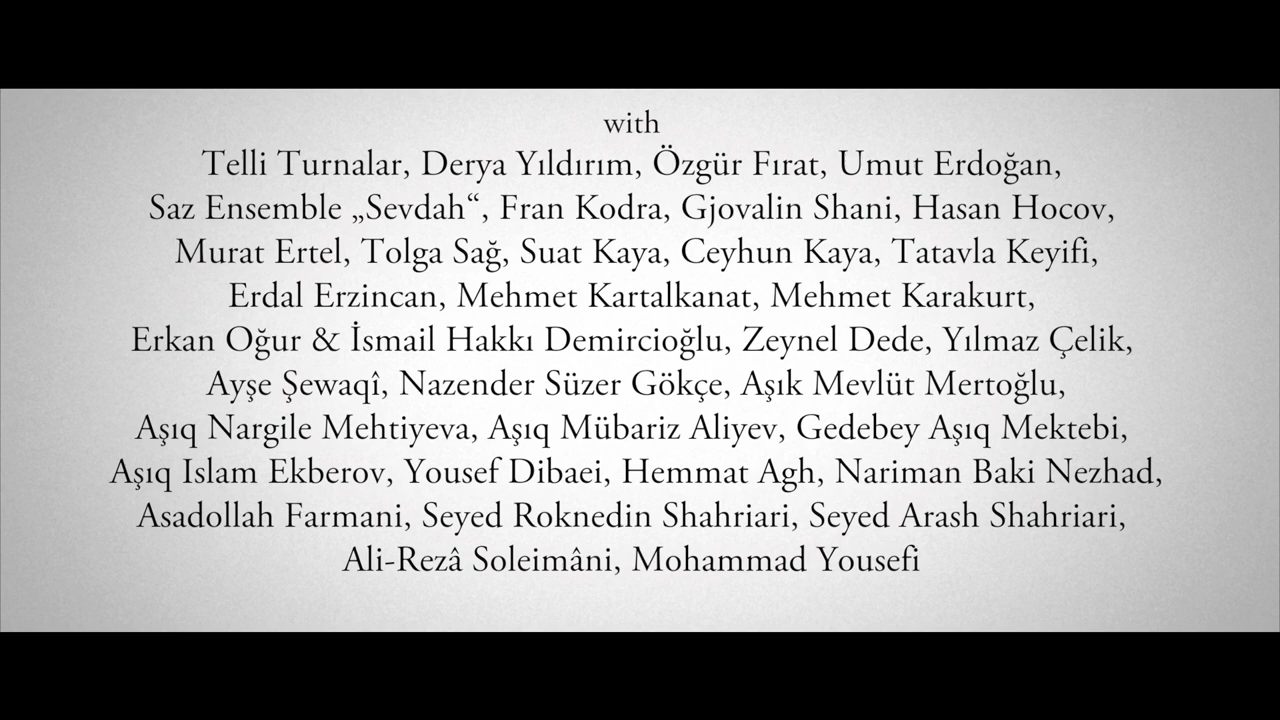 with
Telli Turnalar, Derya Yıldırım, Özgür Fırat, Umut Erdoğan,
Saz Ensemble „Sevdah“, Fran Kodra, Gjovalin Shani, Hasan Hocov,
Murat Ertel, Tolga Sağ, Suat Kaya, Ceyhun Kaya, Tatavla Keyifi,
Erdal Erzincan, Mehmet Kartalkanat, Mehmet Karakurt,
Erkan Oğur & İsmail Hakkı Demircioğlu, Zeynel Dede, Yılmaz Çelik,
Ayşe Şewaqî, Nazender Süzer Gökçe, Aşık Mevlüt Mertoğlu,
Aşıq Nargile Mehtiyeva, Aşıq Mübariz Aliyev, Gedebey Aşıq Mektebi,
Aşıq Islam Ekberov, Yousef Dibaei, Hemmat Agh, Nariman Baki Nezhad,
Asadollah Farmani, Seyed Roknedin Shahriari, Seyed Arash Shahriari,
Ali-Rezâ Soleimâni, Mohammad Yousefi